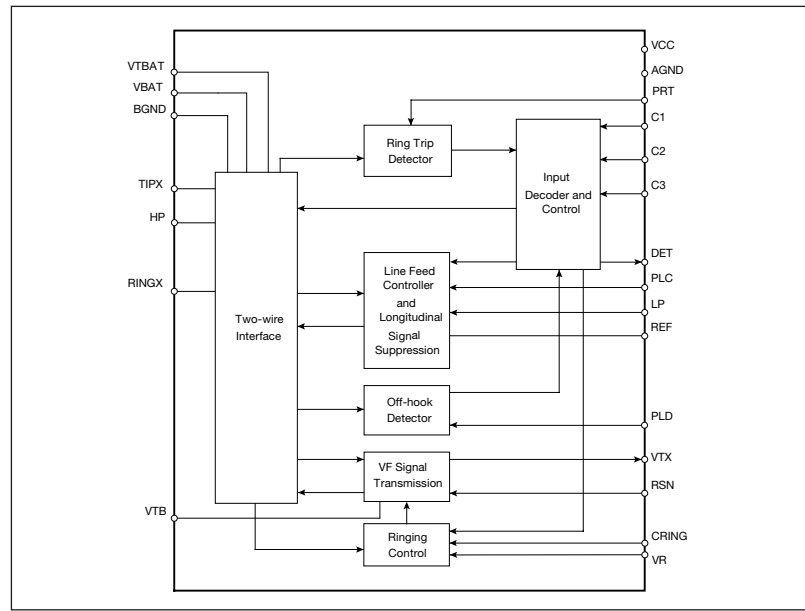 VTBAT
VBAT
BGND
TIPX
HP
RINGX
VTB
Two-wire
Interface
Ring Trip
Detector
Input
Decoder and
Control
Line Feed
Controller
and
Longitudinal
Signal
Suppression
Off-hook
Detector
VF Signal
Transmission
Ringing
Control
VCC
AGND
PRT
C1
C2
C3
DET
PLC
LP
REF
PLD
VTX
RSN
CRING
VR